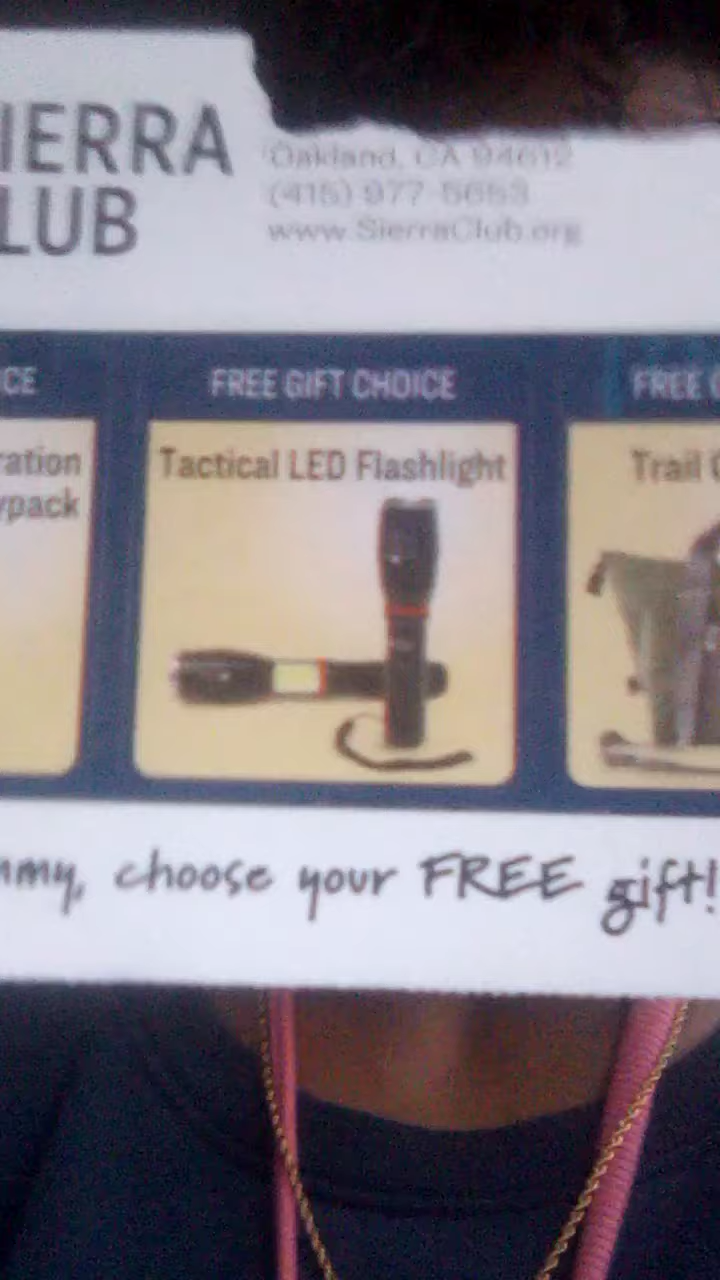 IERRA
LUB
Oakland, CA 94612
(415) 977-5653
www.SierraClub.org
CE
FREE GIFT CHOICE
FREE
ration
ypack
Tactical LED Flashlight
Trail
mmy, choose your FREE gift!